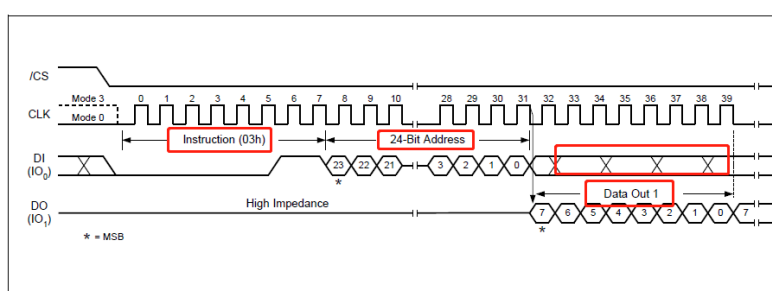 /CS
Mode 3 0 1 2 3 4 5 6 7 8 9 10 28 29 30 31 32 33 34 35 36 37 38 39
CLK Mode 0
Instruction (03h) 24-Bit Address
DI
(IO0) 23 22 21 3 2 1 0
*
Data Out 1
DO High Impedance
(IO1) 7 6 5 4 3 2 1 0 7
* = MSB *